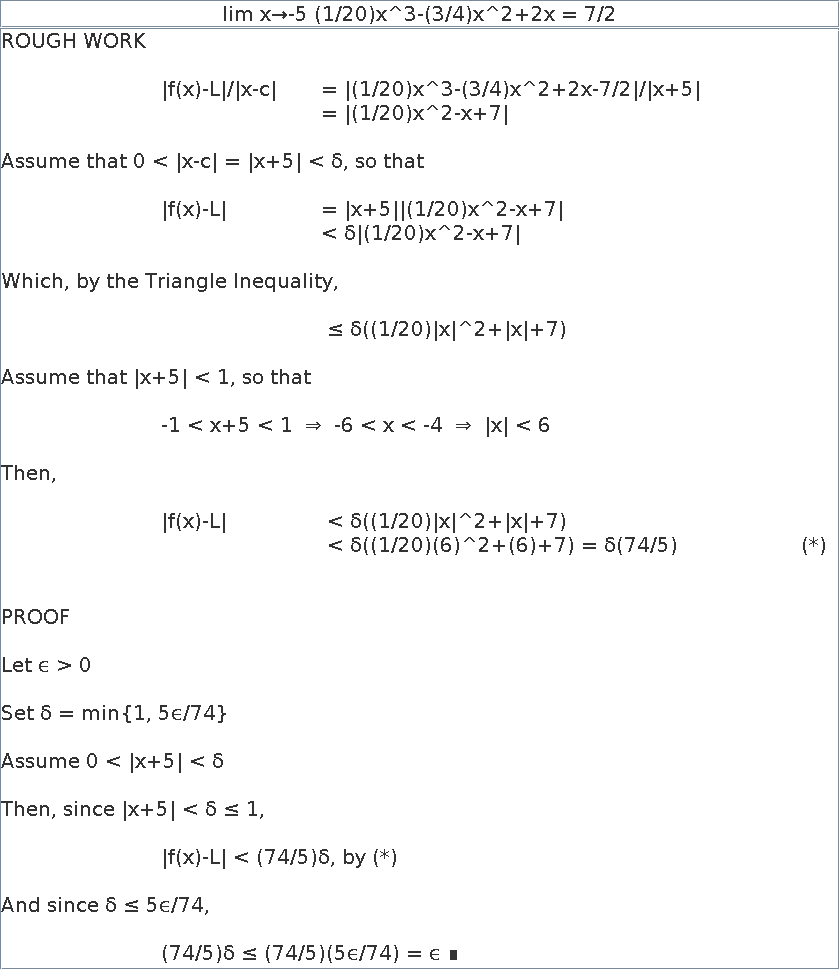 lim x→-5 (1/20)x^3-(3/4)x^2+2x = 7/2
ROUGH WORK
|f(x)-L|/|x-c| = |(1/20)x^3-(3/4)x^2+2x-7/2|/|x+5|
= |(1/20)x^2-x+7|
Assume that 0 < |x-c| = |x+5| < δ, so that
|f(x)-L| = |x+5||(1/20)x^2-x+7|
< δ|(1/20)x^2-x+7|
Which, by the Triangle Inequality,
≤ δ((1/20)|x|^2+|x|+7)
Assume that |x+5| < 1, so that
-1 < x+5 < 1 ⇒ -6 < x < -4 ⇒ |x| < 6
Then,
|f(x)-L| < δ((1/20)|x|^2+|x|+7)
< δ((1/20)(6)^2+(6)+7) = δ(74/5) (*)
PROOF
Let ϵ > 0
Set δ = min{1, 5ϵ/74}
Assume 0 < |x+5| < δ
Then, since |x+5| < δ ≤ 1,
|f(x)-L| < (74/5)δ, by (*)
And since δ ≤ 5ϵ/74,
(74/5)δ ≤ (74/5)(5ϵ/74) = ϵ ∎